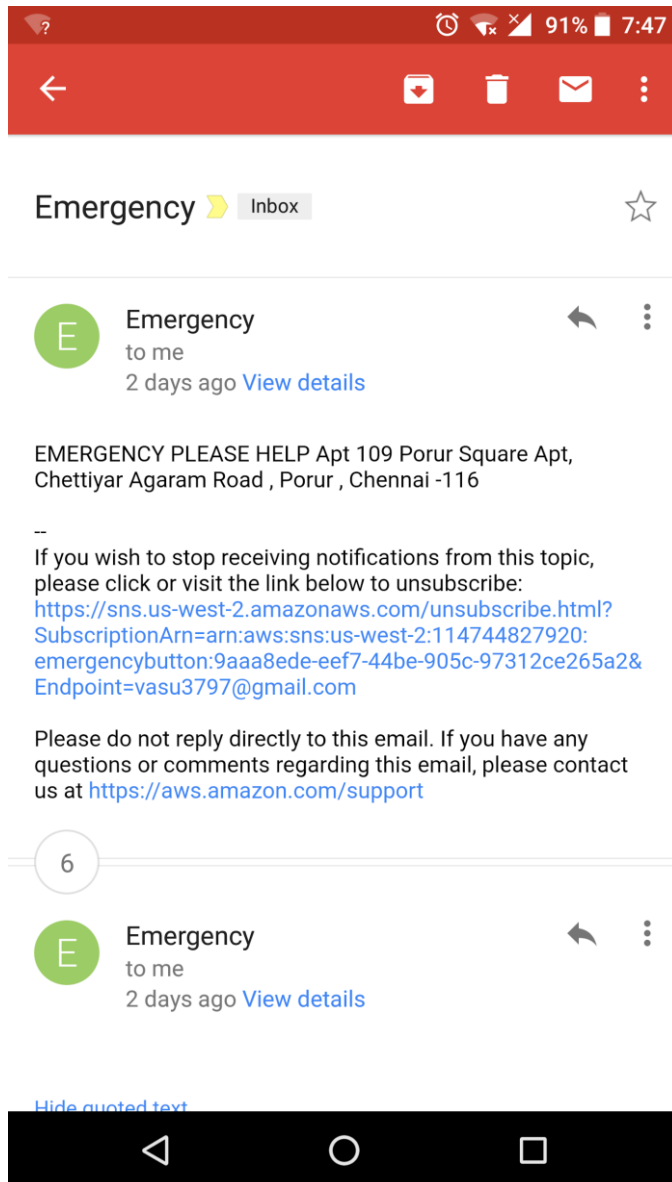 ?
91% 7:47
Emergency Inbox
E
Emergency
to me
2 days ago View details
EMERGENCY PLEASE HELP Apt 109 Porur Square Apt,
Chettiyar Agaram Road , Porur , Chennai -116
--
If you wish to stop receiving notifications from this topic,
please click or visit the link below to unsubscribe:
https://sns.us-west-2.amazonaws.com/unsubscribe.html?
SubscriptionArn=arn:aws:sns:us-west-2:114744827920:
emergencybutton:9aaa8ede-eef7-44be-905c-97312ce265a2&
Endpoint=vasu3797@gmail.com
Please do not reply directly to this email. If you have any
questions or comments regarding this email, please contact
us at https://aws.amazon.com/support
6
E
Emergency
to me
2 days ago View details
Hide quoted text